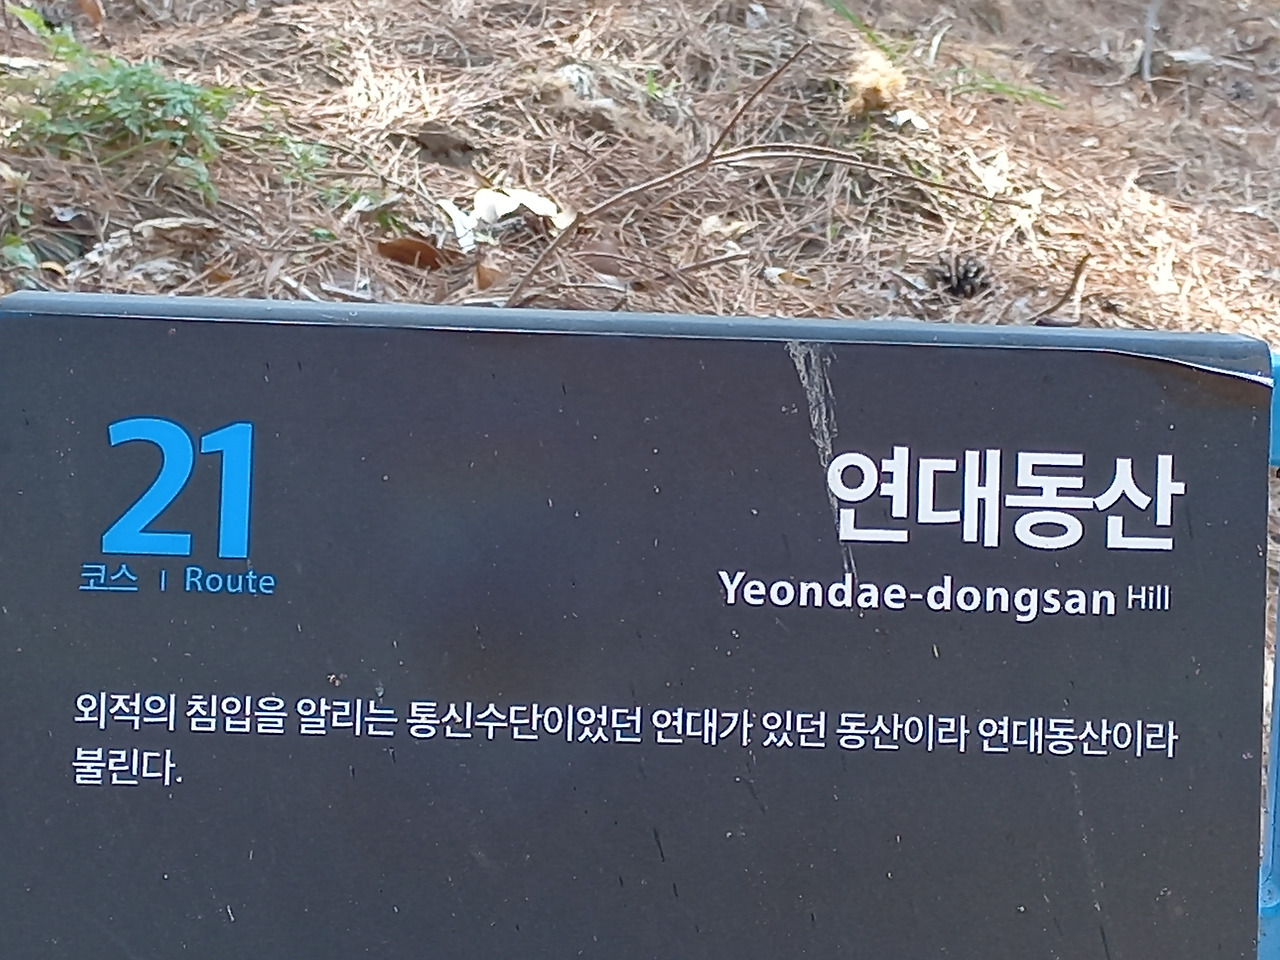 21
코스 | Route
연대동산
Yeondae-dongsan Hill
외적의 침입을 알리는 통신수단이었던 연대가 있던 동산이라 연대동산이라
불린다.